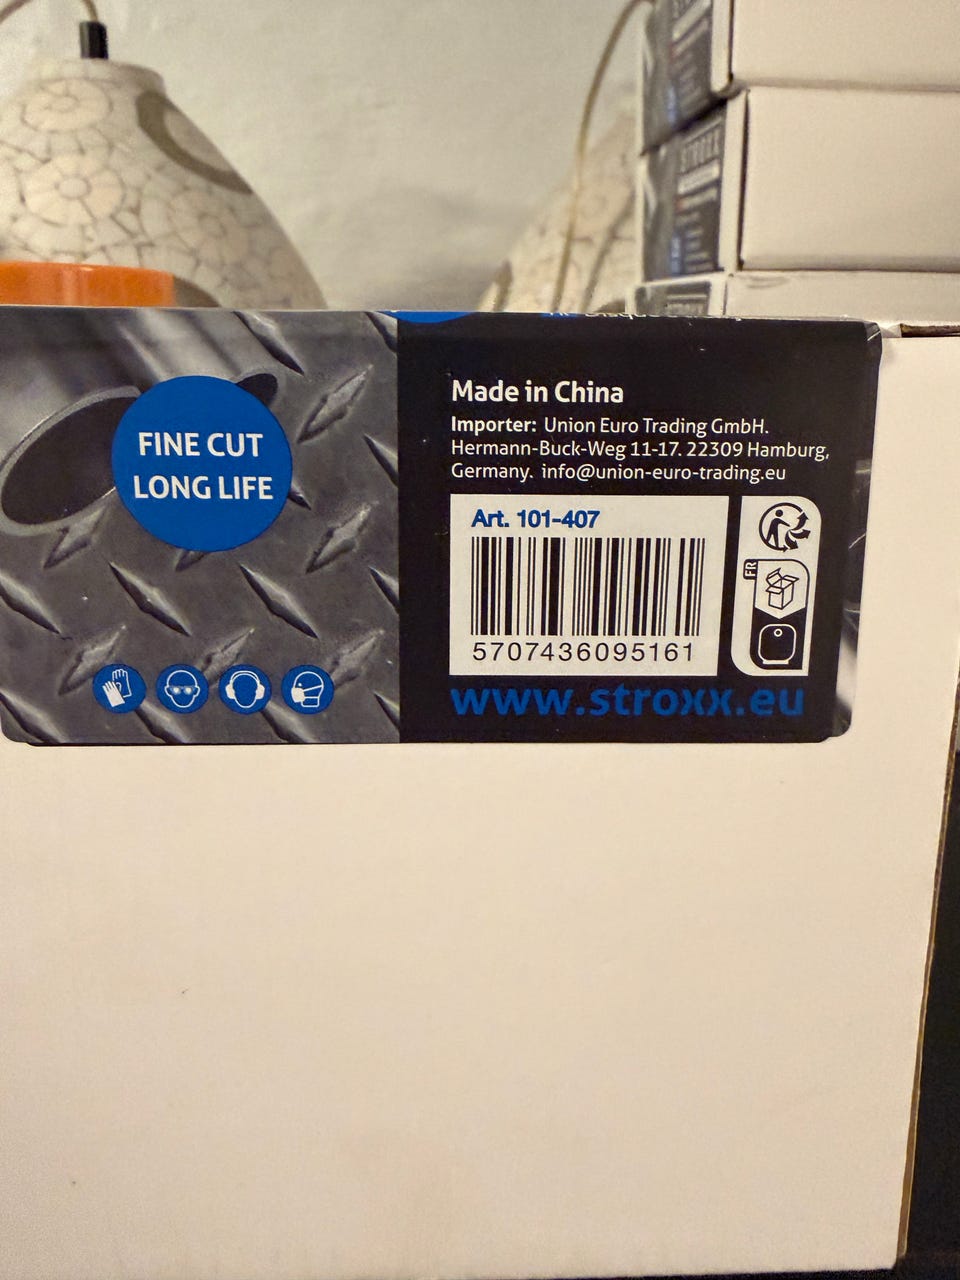 STROXX
FINE CUT
LONG LIFE
Made in China
Importer: Union Euro Trading GmbH.
Hermann-Buck-Weg 11-17. 22309 Hamburg,
Germany. info@union-euro-trading.eu
Art. 101-407
5707436095161
FR
www.stroxx.eu